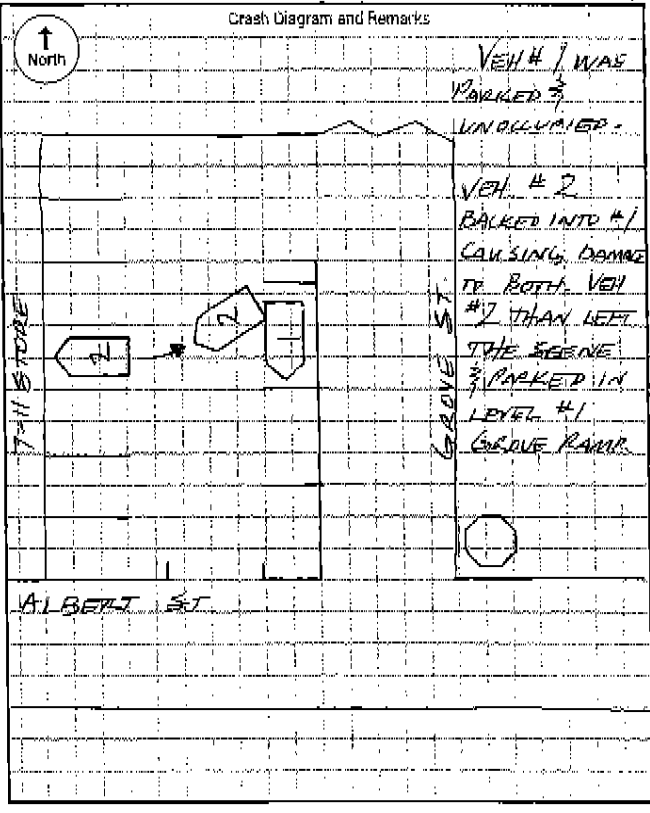 Crash Diagram and Remarks
North
VEH # 1 WAS
PARKED &
UNOCCUPIED.
VEH. # 2
BACKED INTO #1
CAUSING DAMAGE
TO BOTH. VEH
#2 THAN LEFT
THE SCENE
& PARKED IN
LEVEL #1
GROVE RAMP.
7-11 STORE
2
2
1
GROVE ST.
ALBERT ST